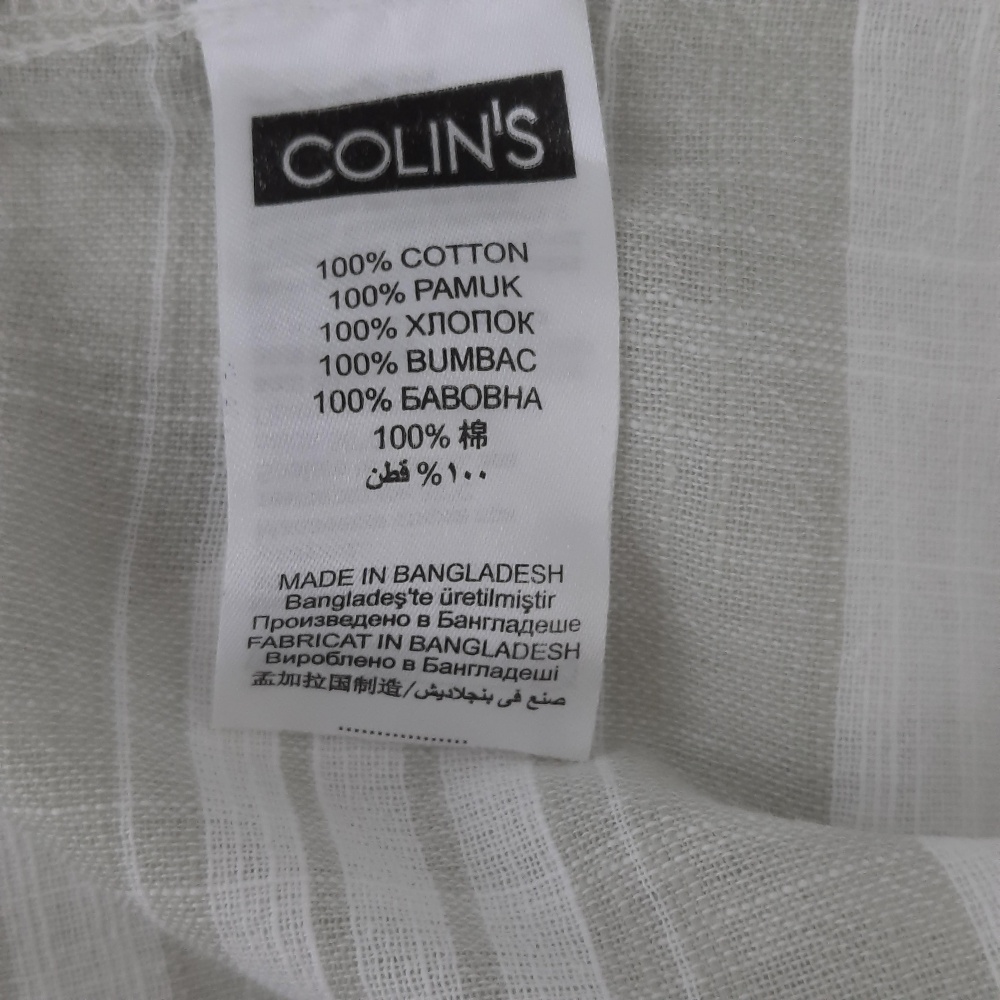 COLIN'S
100% COTTON
100% PAMUK
100% ХЛОПОК
100% BUMBAC
100% БАВОВНА
100% 棉
١٠٠% قطن
MADE IN BANGLADESH
Bangladeş'te üretilmiştir
Произведено в Бангладеше
FABRICAT IN BANGLADESH
Вироблено в Бангладеші
孟加拉国制造/صنع في بنجلاديش
.................